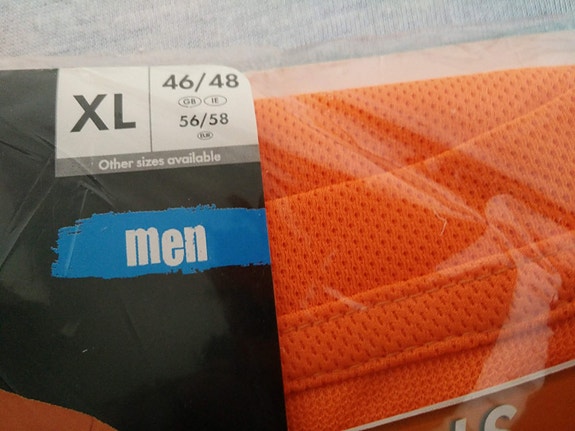 XL
46/48
GB IE
56/58
EUR
Other sizes available
men